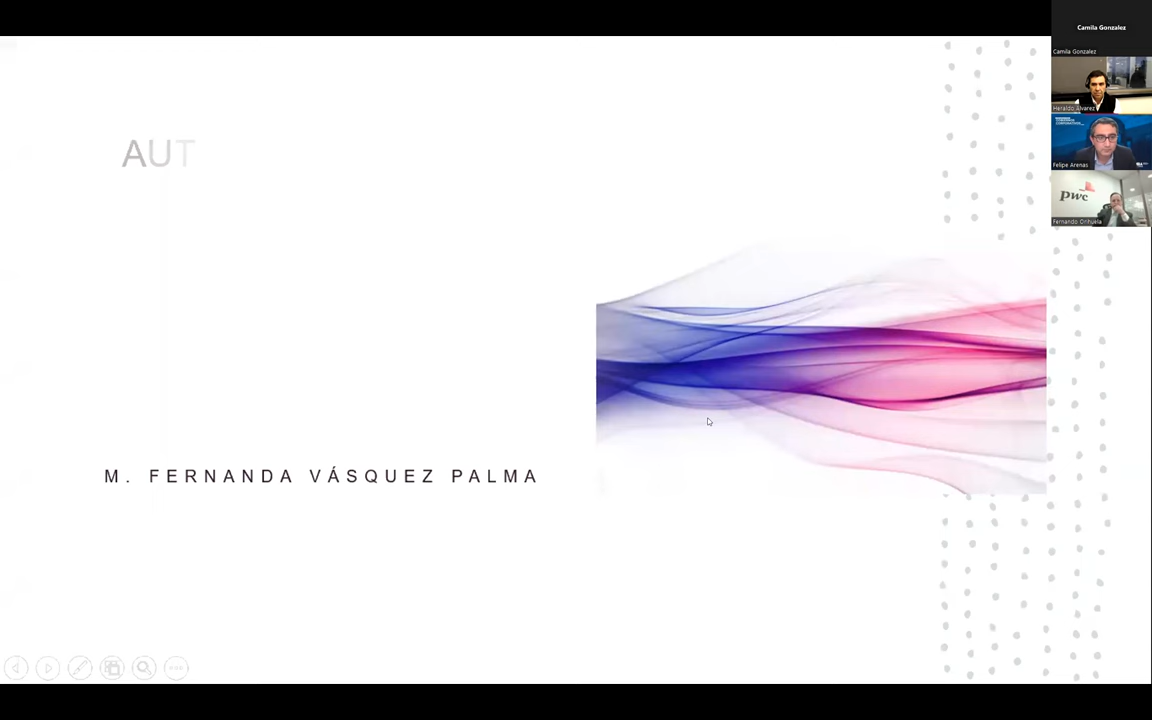 Camila Gonzalez
Camila Gonzalez
Heraldo Alvarez
Felipe Arenas
pwc
Fernando Orihuela
AUT
M. FERNANDA VÁSQUEZ PALMA